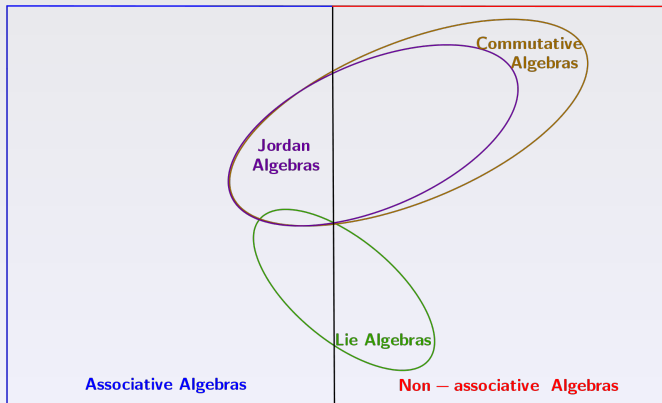 Commutative
Algebras
Jordan
Algebras
Lie Algebras
Associative Algebras
Non – associative Algebras